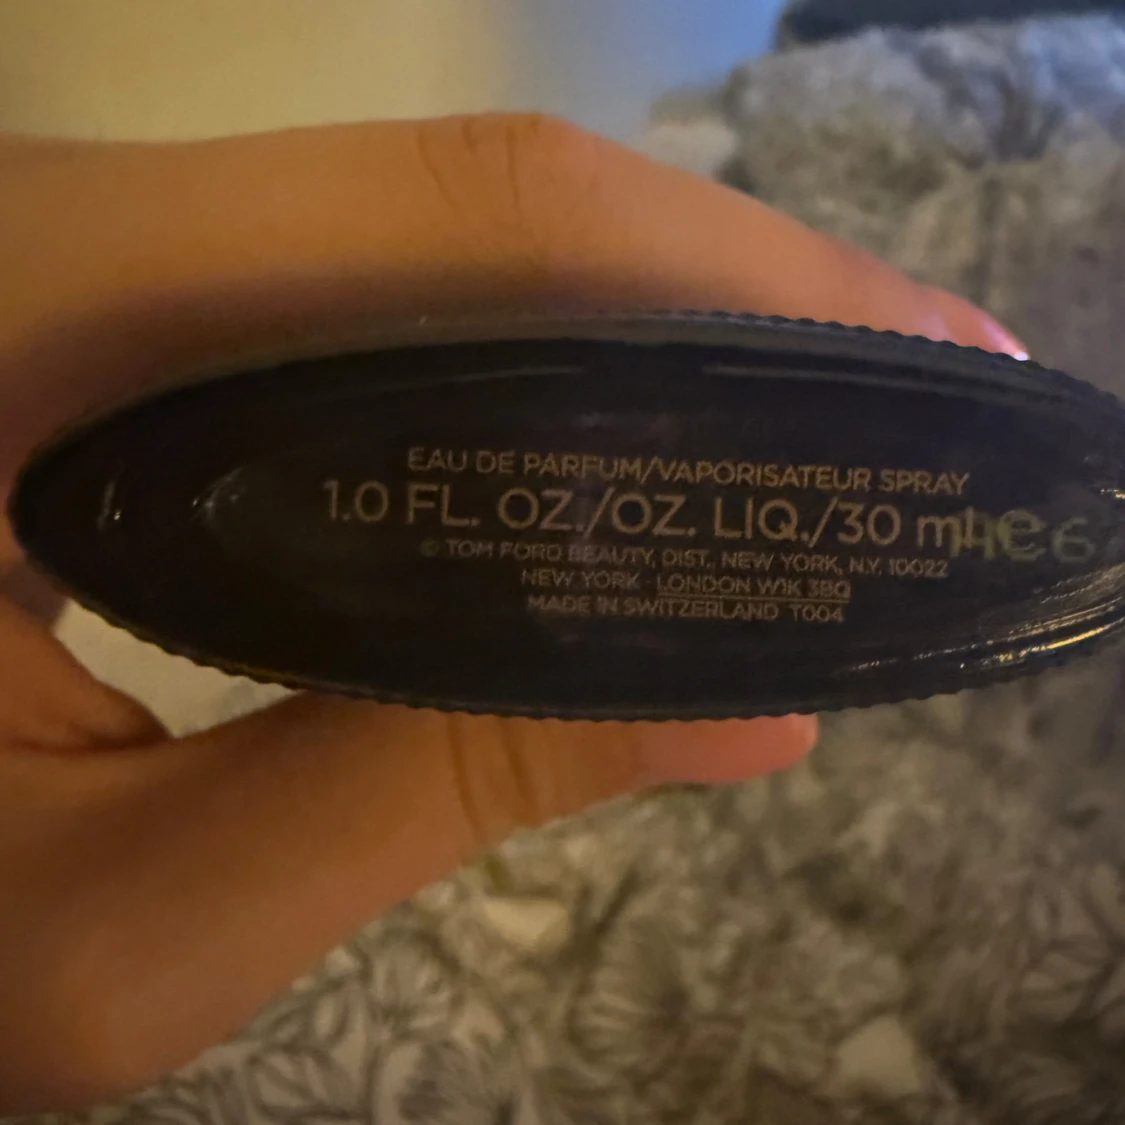 EAU DE PARFUM/VAPORISATEUR SPRAY
1.0 FL. OZ./OZ. LIQ./30 ml e
© TOM FORD BEAUTY, DIST., NEW YORK, N.Y. 10022
NEW YORK · LONDON W1K 3BQ
MADE IN SWITZERLAND T004